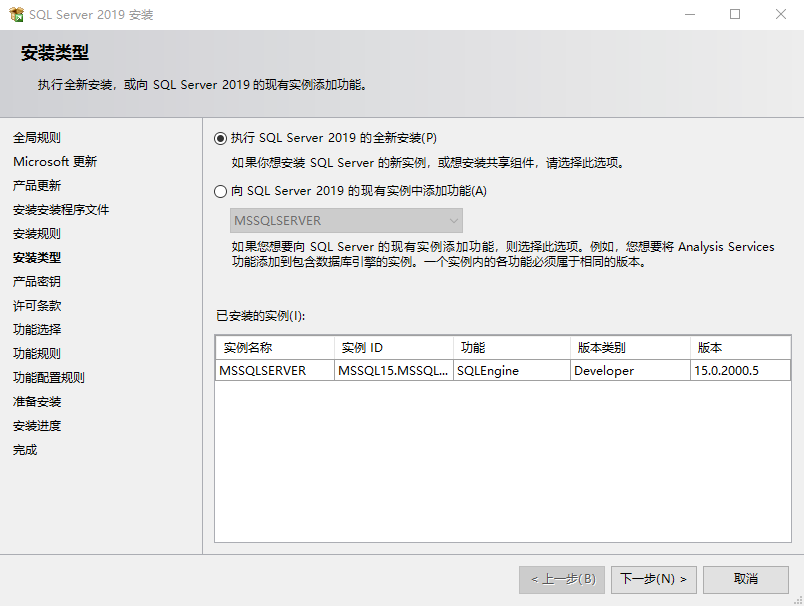 SQL Server 2019 安装
安装类型
执行全新安装，或向 SQL Server 2019 的现有实例添加功能。
全局规则
Microsoft 更新
产品更新
安装安装程序文件
安装规则
安装类型
产品密钥
许可条款
功能选择
功能规则
功能配置规则
准备安装
安装进度
完成
执行 SQL Server 2019 的全新安装(P)
如果你想安装 SQL Server 的新实例，或想安装共享组件，请选择此选项。
向 SQL Server 2019 的现有实例中添加功能(A)
MSSQLSERVER
如果您想要向 SQL Server 的现有实例添加功能，则选择此选项。例如，您想要将 Analysis Services
功能添加到包含数据库引擎的实例。一个实例内的各功能必须属于相同的版本。
已安装的实例(I):
实例名称 实例 ID 功能 版本类别 版本
MSSQLSERVER MSSQL15.MSSQL... SQLEngine Developer 15.0.2000.5
< 上一步(B) 下一步(N) > 取消